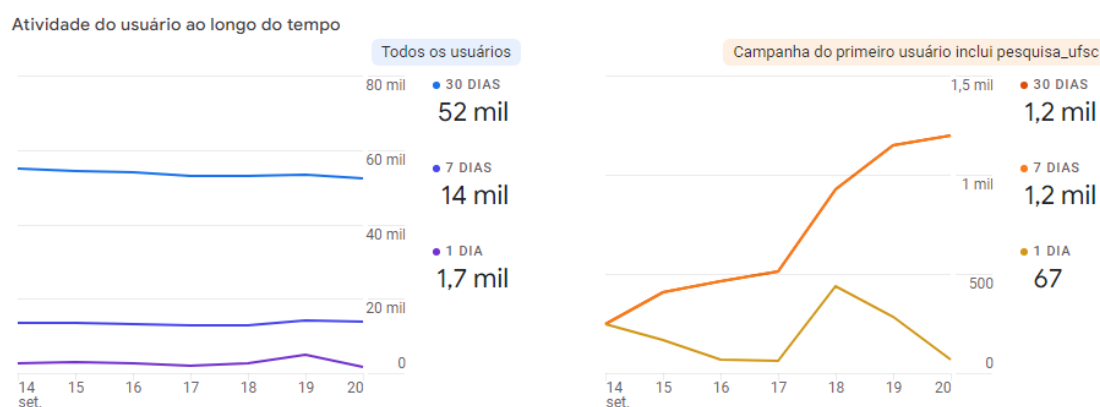 Atividade do usuário ao longo do tempo
Todos os usuários
80 mil
60 mil
40 mil
20 mil
0
14
set.
15
16
17
18
19
20
30 DIAS
52 mil
7 DIAS
14 mil
1 DIA
1,7 mil
Campanha do primeiro usuário inclui pesquisa_ufsc
1,5 mil
1 mil
500
0
14
set.
15
16
17
18
19
20
30 DIAS
1,2 mil
7 DIAS
1,2 mil
1 DIA
67